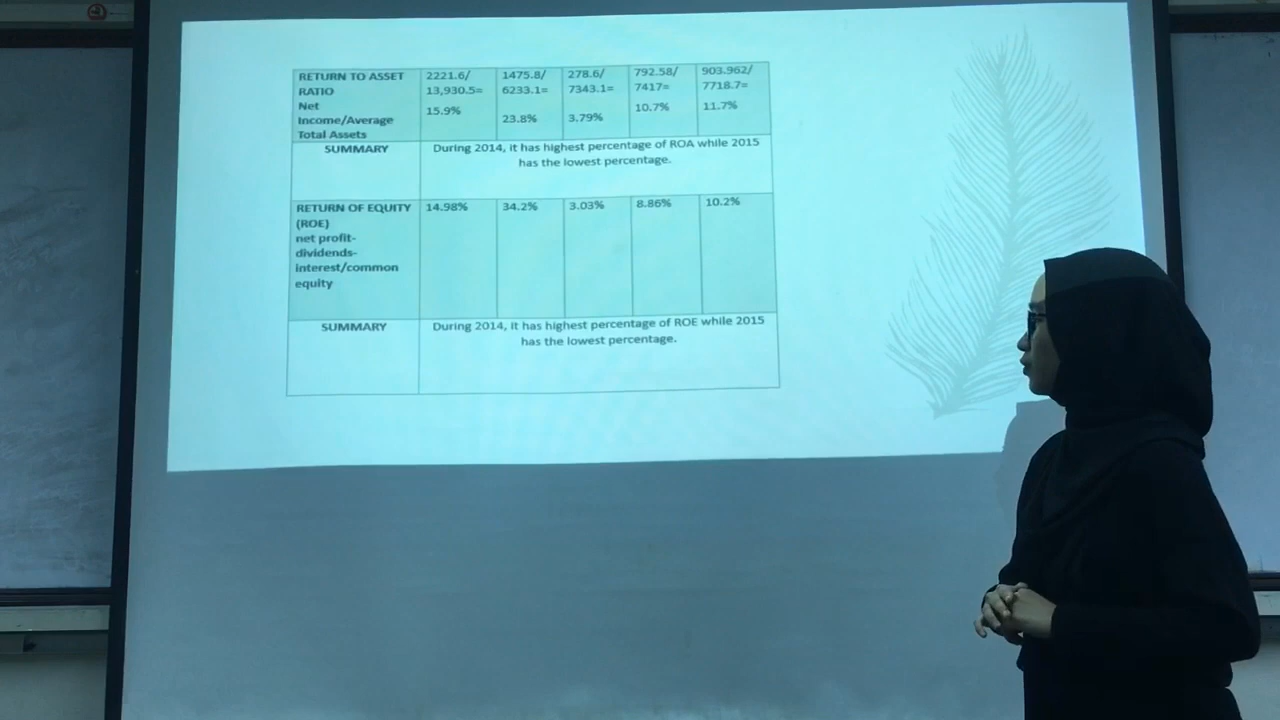 RETURN TO ASSET 2221.6/ 1475.8/ 278.6/ 792.58/ 903.962/
RATIO 13,930.5= 6233.1= 7343.1= 7417= 7718.7=
Net 15.9% 23.8% 3.79% 10.7% 11.7%
Income/Average
Total Assets
SUMMARY During 2014, it has highest percentage of ROA while 2015
has the lowest percentage.
RETURN OF EQUITY 14.98% 34.2% 3.03% 8.86% 10.2%
(ROE)
net profit-
dividends-
interest/common
equity
SUMMARY During 2014, it has highest percentage of ROE while 2015
has the lowest percentage.